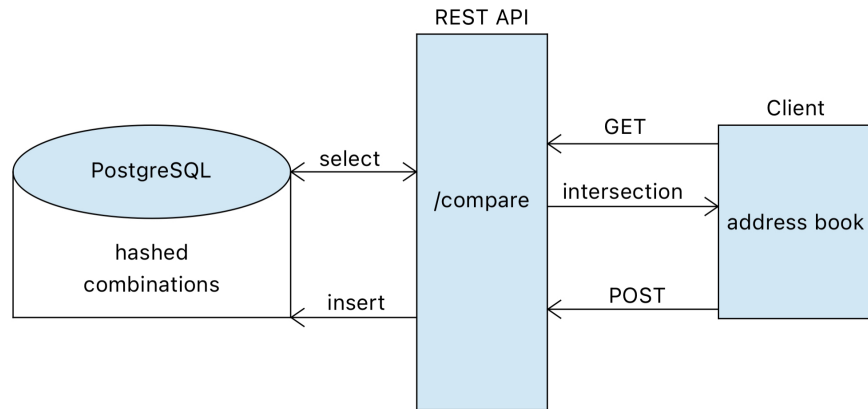 REST API
Client
GET
PostgreSQL
select
/compare
intersection
address book
hashed
combinations
insert
POST